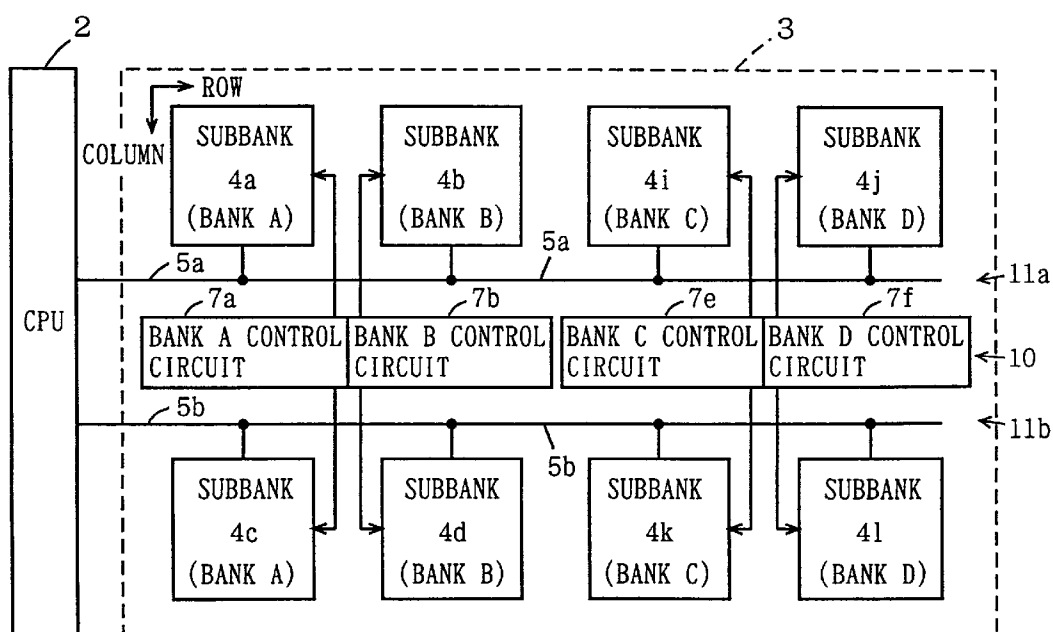 2
3
ROW
COLUMN
SUBBANK
4a
(BANK A)
SUBBANK
4b
(BANK B)
SUBBANK
4i
(BANK C)
SUBBANK
4j
(BANK D)
5a
5a
11a
CPU
7a
7b
7e
7f
BANK A CONTROL
CIRCUIT
BANK B CONTROL
CIRCUIT
BANK C CONTROL
CIRCUIT
BANK D CONTROL
CIRCUIT
10
5b
5b
11b
SUBBANK
4c
(BANK A)
SUBBANK
4d
(BANK B)
SUBBANK
4k
(BANK C)
SUBBANK
4l
(BANK D)